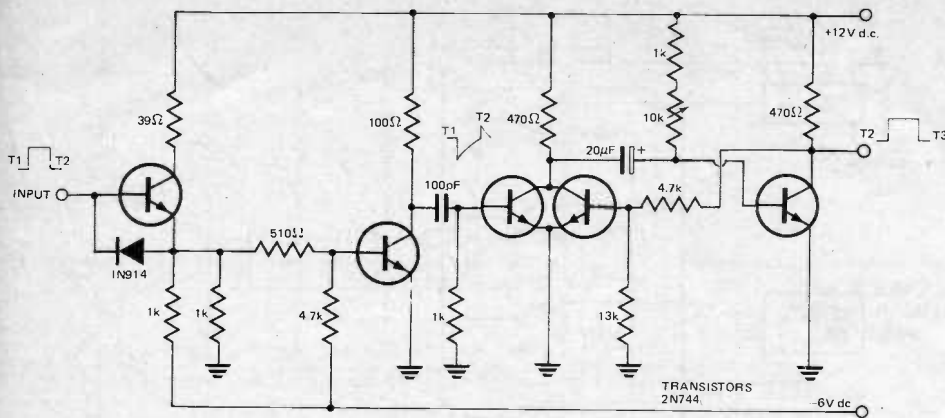 +12V d.c.
1k
39Ω
100Ω
470Ω
10k
470Ω
T1
T2
20μF
+
T2
T3
T1
T2
INPUT
100pF
4.7k
510Ω
IN914
1k
1k
4.7k
1k
13k
TRANSISTORS
2N744
-6V dc